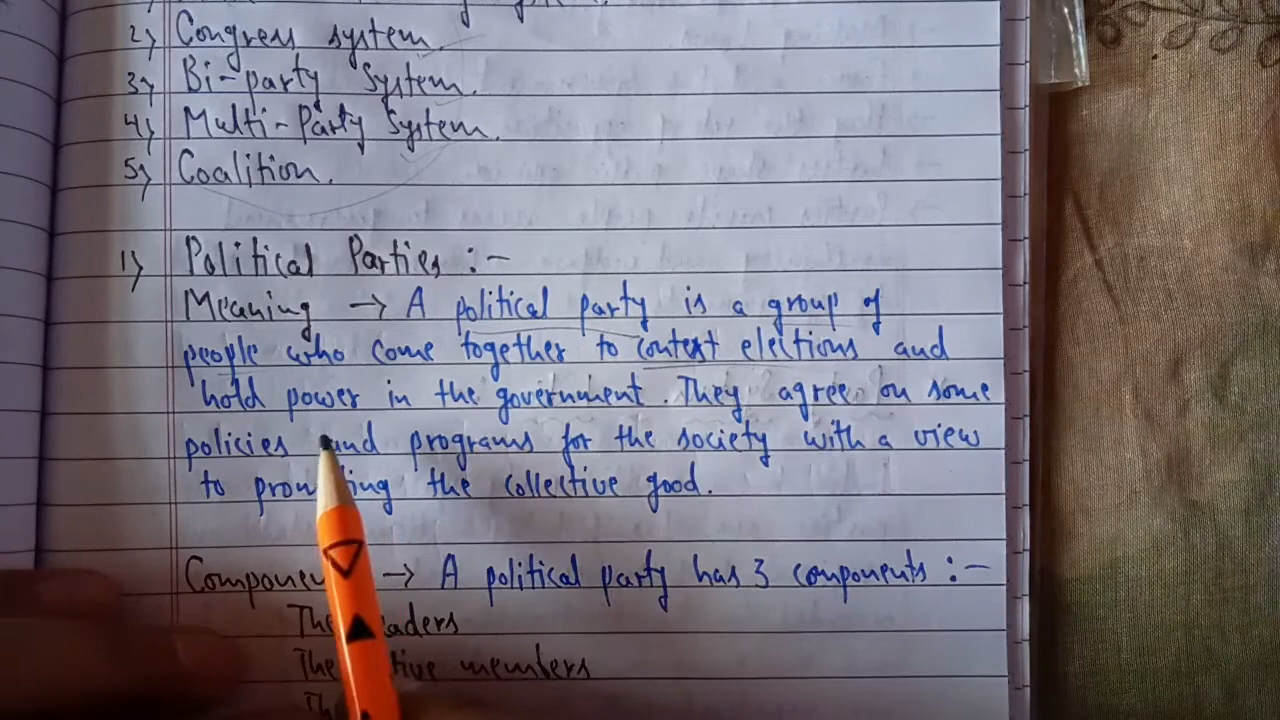 2) Congress system.
3) Bi-party System.
4) Multi-Party System.
5) Coalition.
1) Political Parties :-
Meaning → A political party is a group of
people who come together to contest elections and
hold power in the government. They agree on some
policies and programs for the society with a view
to the collective good.
→ A political party has 3 components :-
The
The members